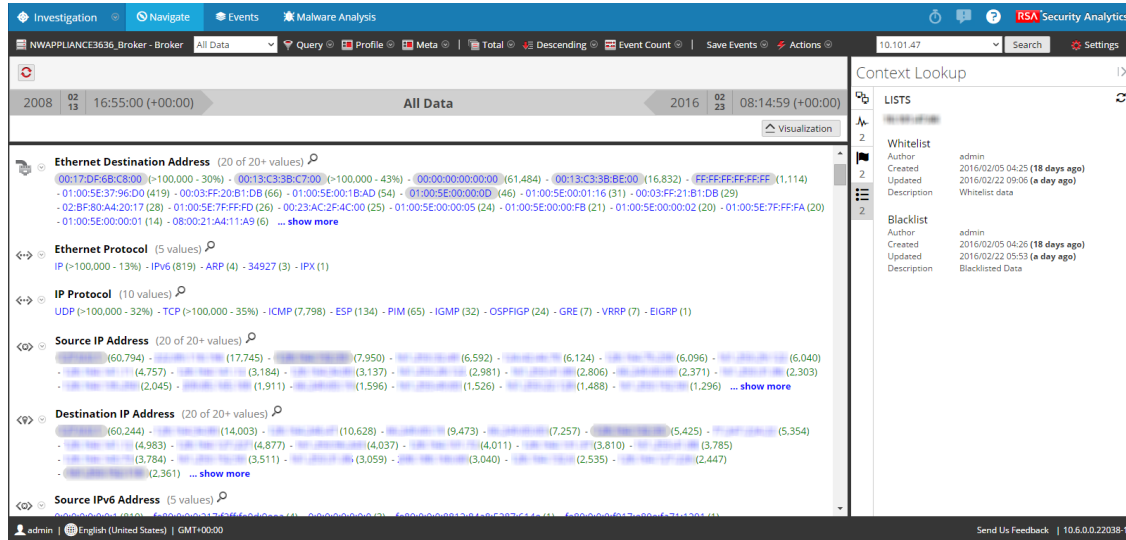 Investigation Navigate Events Malware Analysis RSA Security Analytics
NWAPPLIANCE3636_Broker - Broker All Data Query Profile Meta | Total Descending Event Count | Save Events Actions 10.101.47 Search Settings
2008 02 13 16:55:00 (+00:00) All Data 2016 02 23 08:14:59 (+00:00)
Visualization
Ethernet Destination Address (20 of 20+ values)
00:17:DF:6B:C8:00 (>100,000 - 30%) - 00:13:C3:3B:C7:00 (>100,000 - 43%) - 00:00:00:00:00:00 (61,484) - 00:13:C3:3B:BE:00 (16,832) - FF:FF:FF:FF:FF:FF (1,114)
- 01:00:5E:37:96:D0 (419) - 00:03:FF:20:B1:DB (66) - 01:00:5E:00:1B:AD (54) - 01:00:5E:00:00:0D (46) - 01:00:5E:00:01:16 (31) - 00:03:FF:21:B1:DB (29)
- 02:BF:80:A4:20:17 (28) - 01:00:5E:7F:FF:FD (26) - 00:23:AC:2F:4C:00 (25) - 01:00:5E:00:00:05 (24) - 01:00:5E:00:00:FB (21) - 01:00:5E:00:00:02 (20) - 01:00:5E:7F:FF:FA (20)
- 01:00:5E:00:00:01 (14) - 08:00:21:A4:11:A9 (6) ... show more
Ethernet Protocol (5 values)
IP (>100,000 - 13%) - IPv6 (819) - ARP (4) - 34927 (3) - IPX (1)
IP Protocol (10 values)
UDP (>100,000 - 32%) - TCP (>100,000 - 35%) - ICMP (7,798) - ESP (134) - PIM (65) - IGMP (32) - OSPFIGP (24) - GRE (7) - VRRP (7) - EIGRP (1)
Source IP Address (20 of 20+ values)
(60,794) - (17,745) - (7,950) - (6,592) - (6,124) - (6,096) - (6,040)
- (4,757) - (3,184) - (3,137) - (2,981) - (2,806) - (2,371) - (2,303)
- (2,045) - (1,911) - (1,596) - (1,526) - (1,488) - (1,296) ... show more
Destination IP Address (20 of 20+ values)
(60,244) - (14,003) - (10,628) - (9,473) - (7,257) - (5,425) - (5,354)
- (4,983) - (4,877) - (4,037) - (4,011) - (3,810) - (3,785)
- (3,784) - (3,511) - (3,059) - (3,040) - (2,535) - (2,447)
- (2,361) ... show more
Source IPv6 Address (5 values)
Context Lookup
LISTS
2
2
2
Whitelist
Author admin
Created 2016/02/05 04:25 (18 days ago)
Updated 2016/02/22 09:06 (a day ago)
Description Whitelist data
Blacklist
Author admin
Created 2016/02/05 04:26 (18 days ago)
Updated 2016/02/22 05:53 (a day ago)
Description Blacklisted Data
admin | English (United States) | GMT+00:00 Send Us Feedback | 10.6.0.0.22038-1